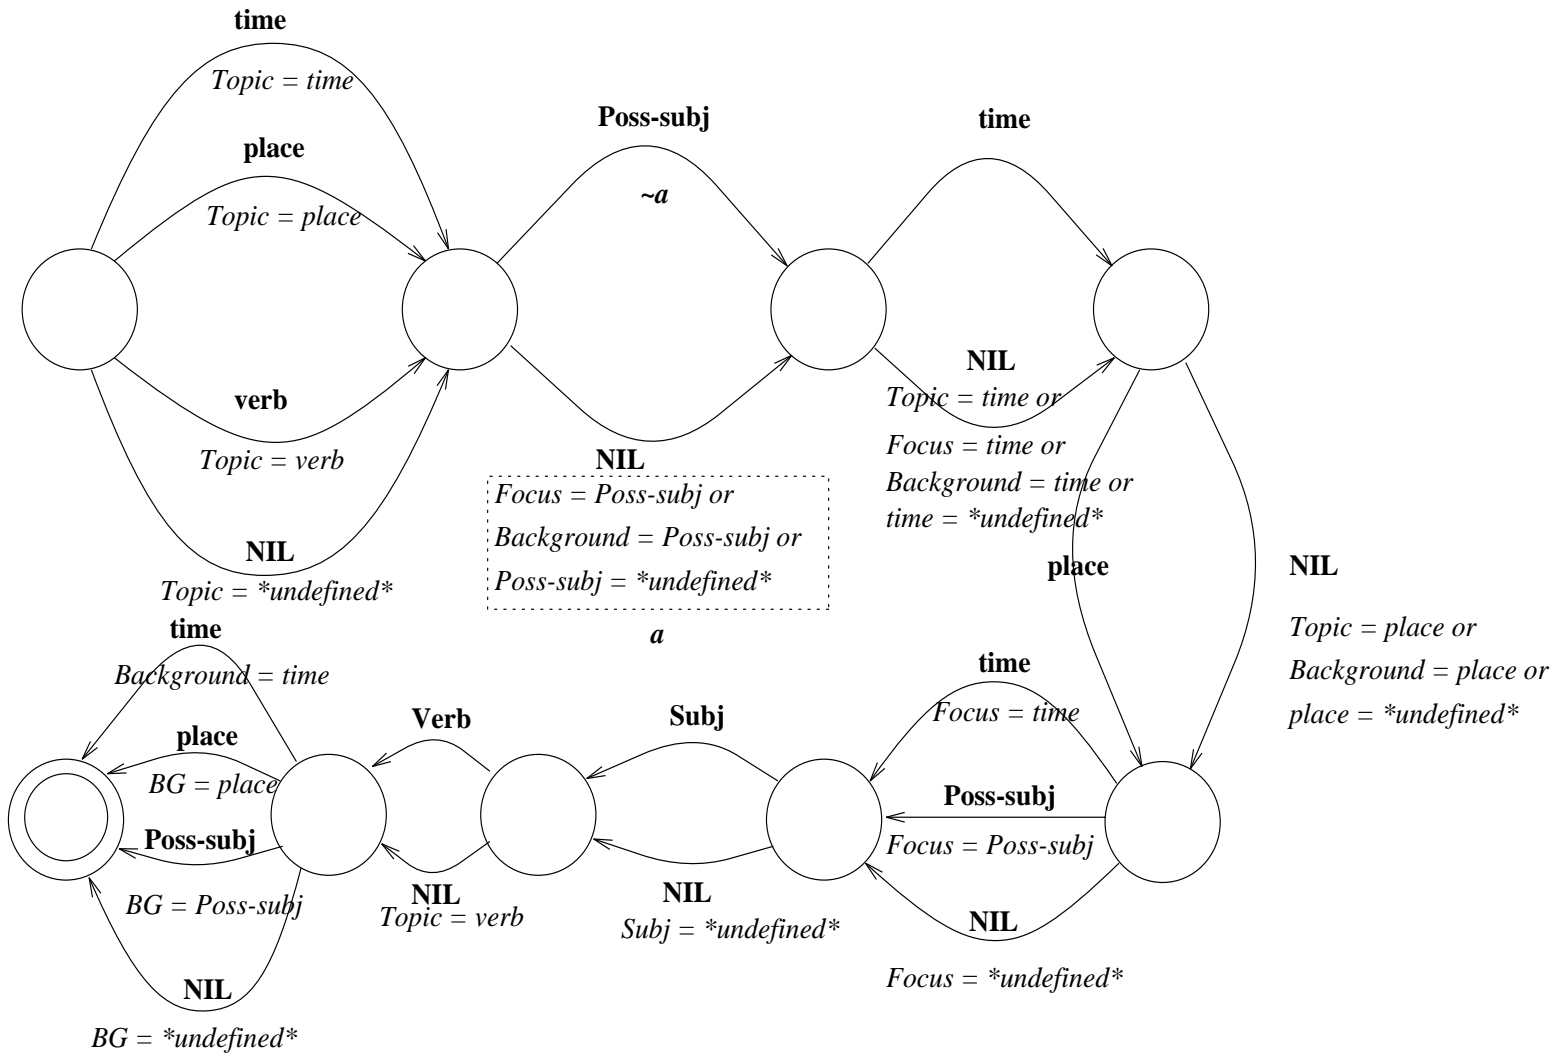 time
Topic = time
place
Topic = place
verb
Topic = verb
NIL
Topic = *undefined*
Poss-subj
~a
NIL
Focus = Poss-subj or
Background = Poss-subj or
Poss-subj = *undefined*
a
time
NIL
Topic = time or
Focus = time or
Background = time or
time = *undefined*
place
NIL
Topic = place or
Background = place or
place = *undefined*
time
Focus = time
Poss-subj
Focus = Poss-subj
NIL
Focus = *undefined*
Subj
NIL
Subj = *undefined*
Verb
NIL
Topic = verb
time
Background = time
place
BG = place
Poss-subj
BG = Poss-subj
NIL
BG = *undefined*